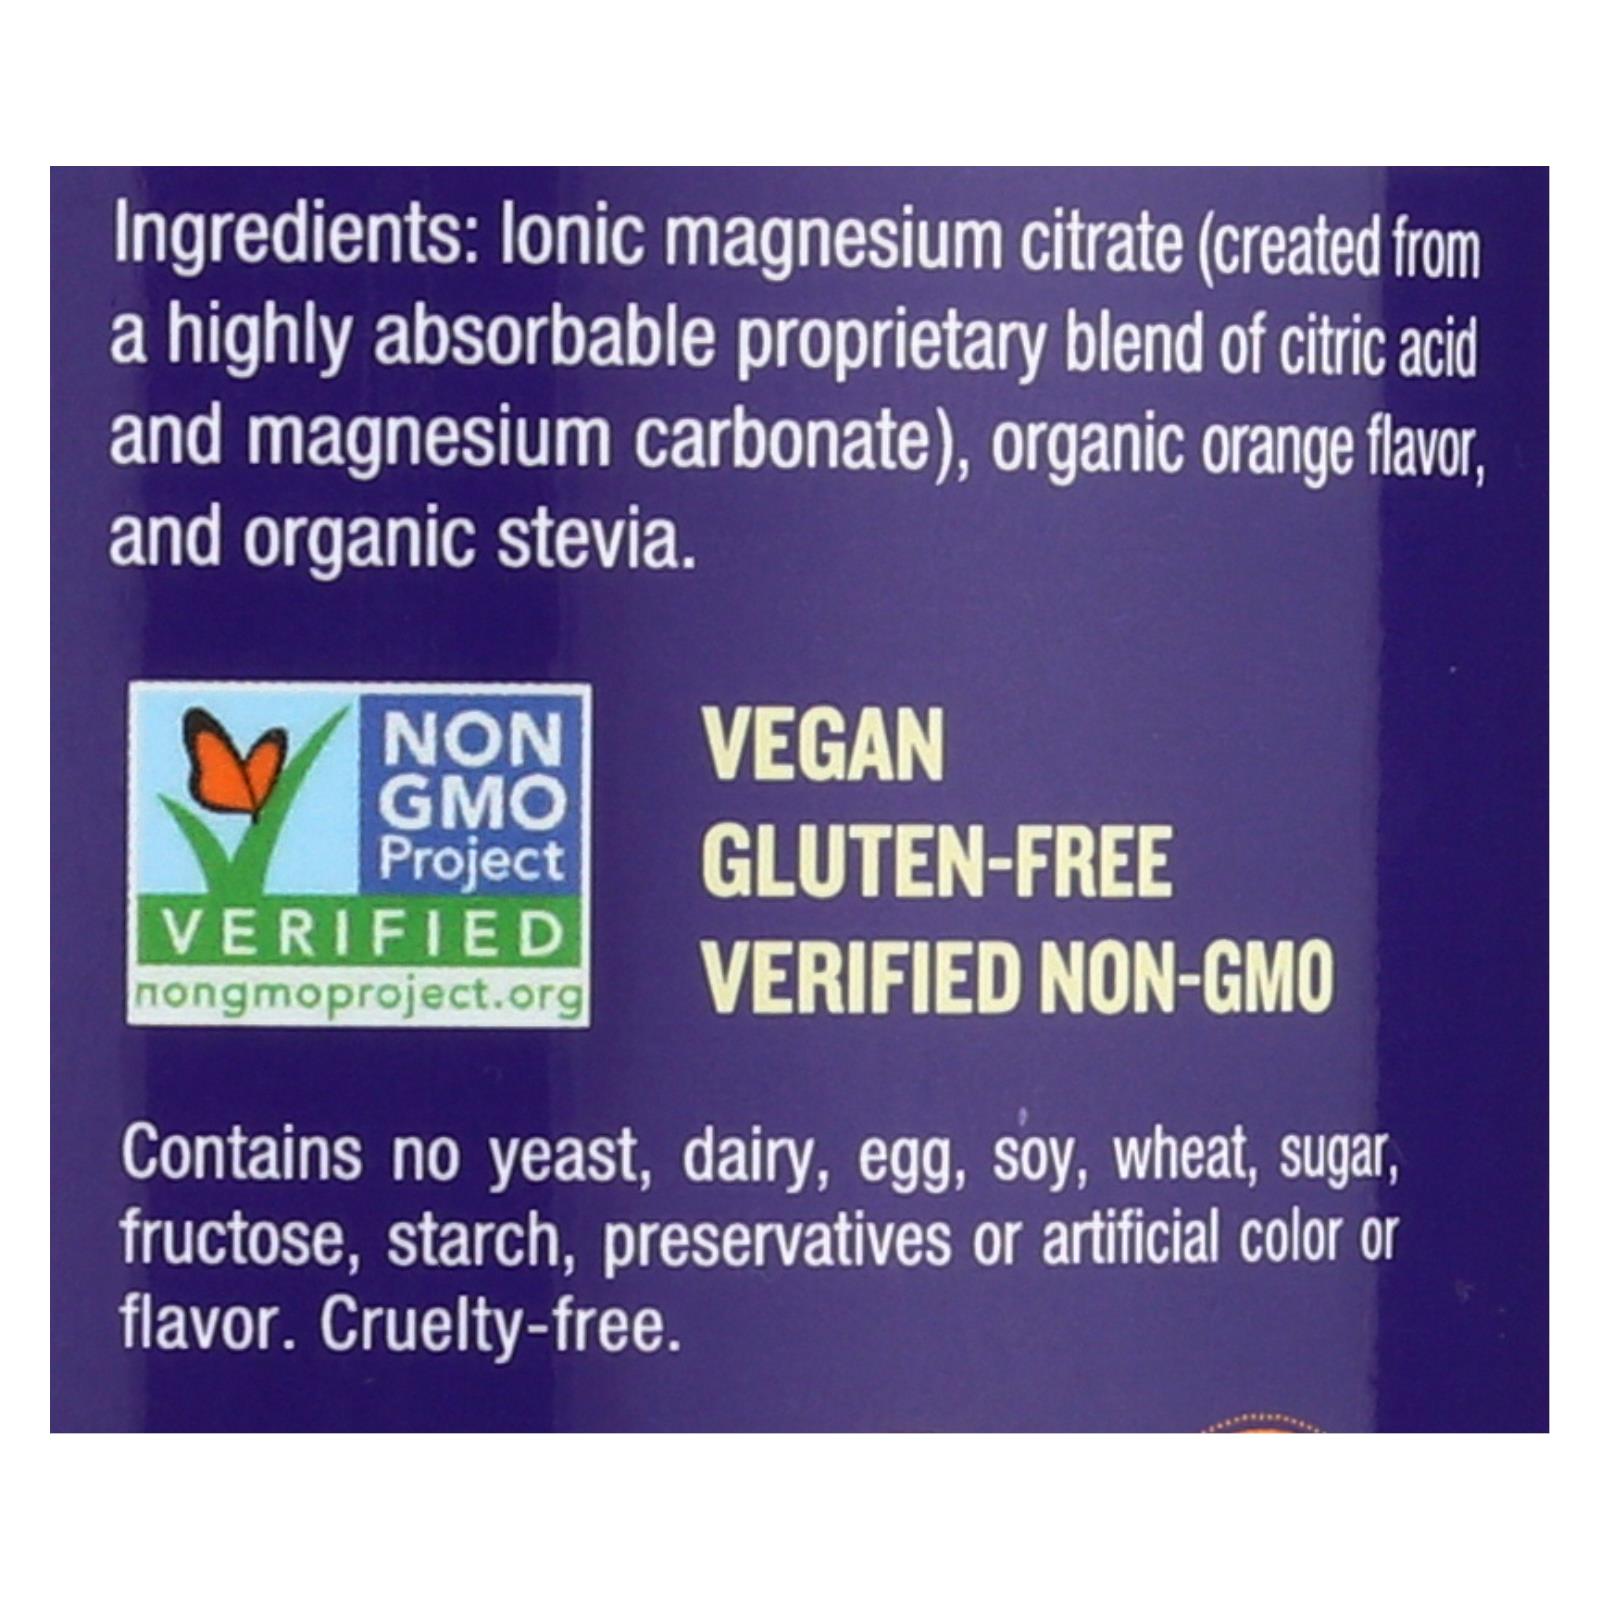 Ingredients: Ionic magnesium citrate (created from
a highly absorbable proprietary blend of citric acid
and magnesium carbonate), organic orange flavor,
and organic stevia.
NON
GMO
Project
VERIFIED
nongmoproject.org
VEGAN
GLUTEN-FREE
VERIFIED NON-GMO
Contains no yeast, dairy, egg, soy, wheat, sugar,
fructose, starch, preservatives or artificial color or
flavor. Cruelty-free.